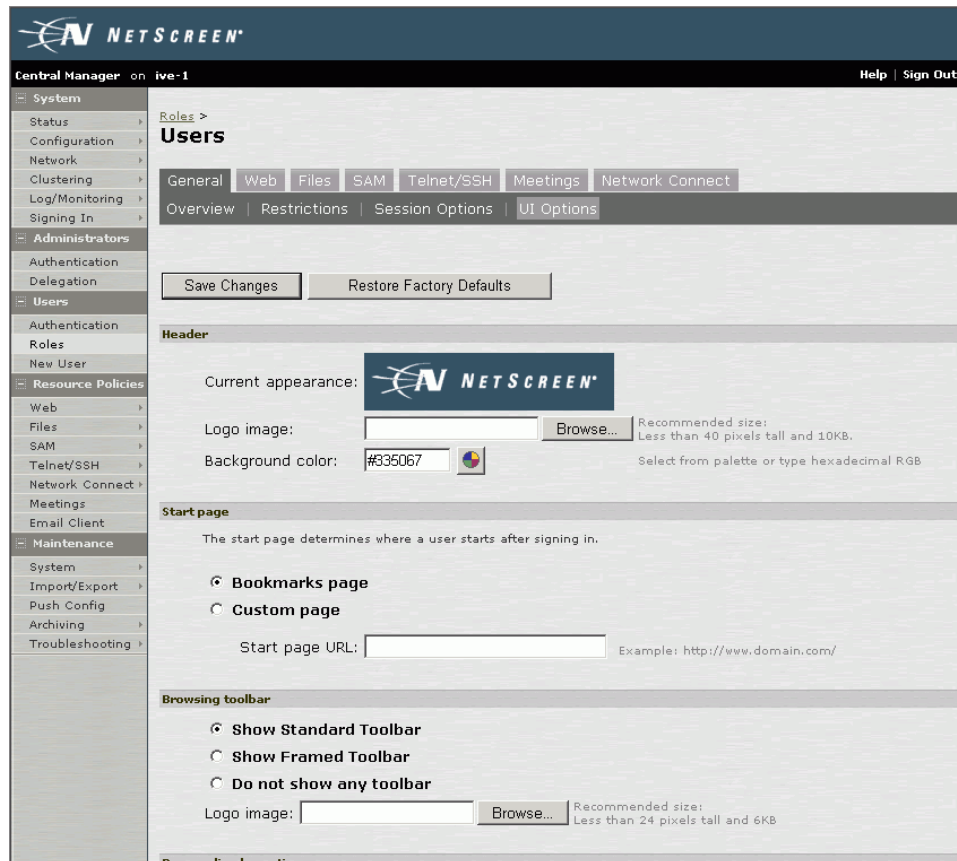 NETSCREEN
Central Manager on ive-1
Help | Sign Out
System
Status
Configuration
Network
Clustering
Log/Monitoring
Signing In
Administrators
Authentication
Delegation
Users
Authentication
Roles
New User
Resource Policies
Web
Files
SAM
Telnet/SSH
Network Connect
Meetings
Email Client
Maintenance
System
Import/Export
Push Config
Archiving
Troubleshooting
Roles >
Users
General Web Files SAM Telnet/SSH Meetings Network Connect
Overview | Restrictions | Session Options | UI Options
Save Changes Restore Factory Defaults
Header
Current appearance: NETSCREEN
Logo image: Browse... Recommended size:
Less than 40 pixels tall and 10KB.
Background color: #335067 Select from palette or type hexadecimal RGB
Start page
The start page determines where a user starts after signing in.
Bookmarks page
Custom page
Start page URL: Example: http://www.domain.com/
Browsing toolbar
Show Standard Toolbar
Show Framed Toolbar
Do not show any toolbar
Logo image: Browse... Recommended size:
Less than 24 pixels tall and 6KB